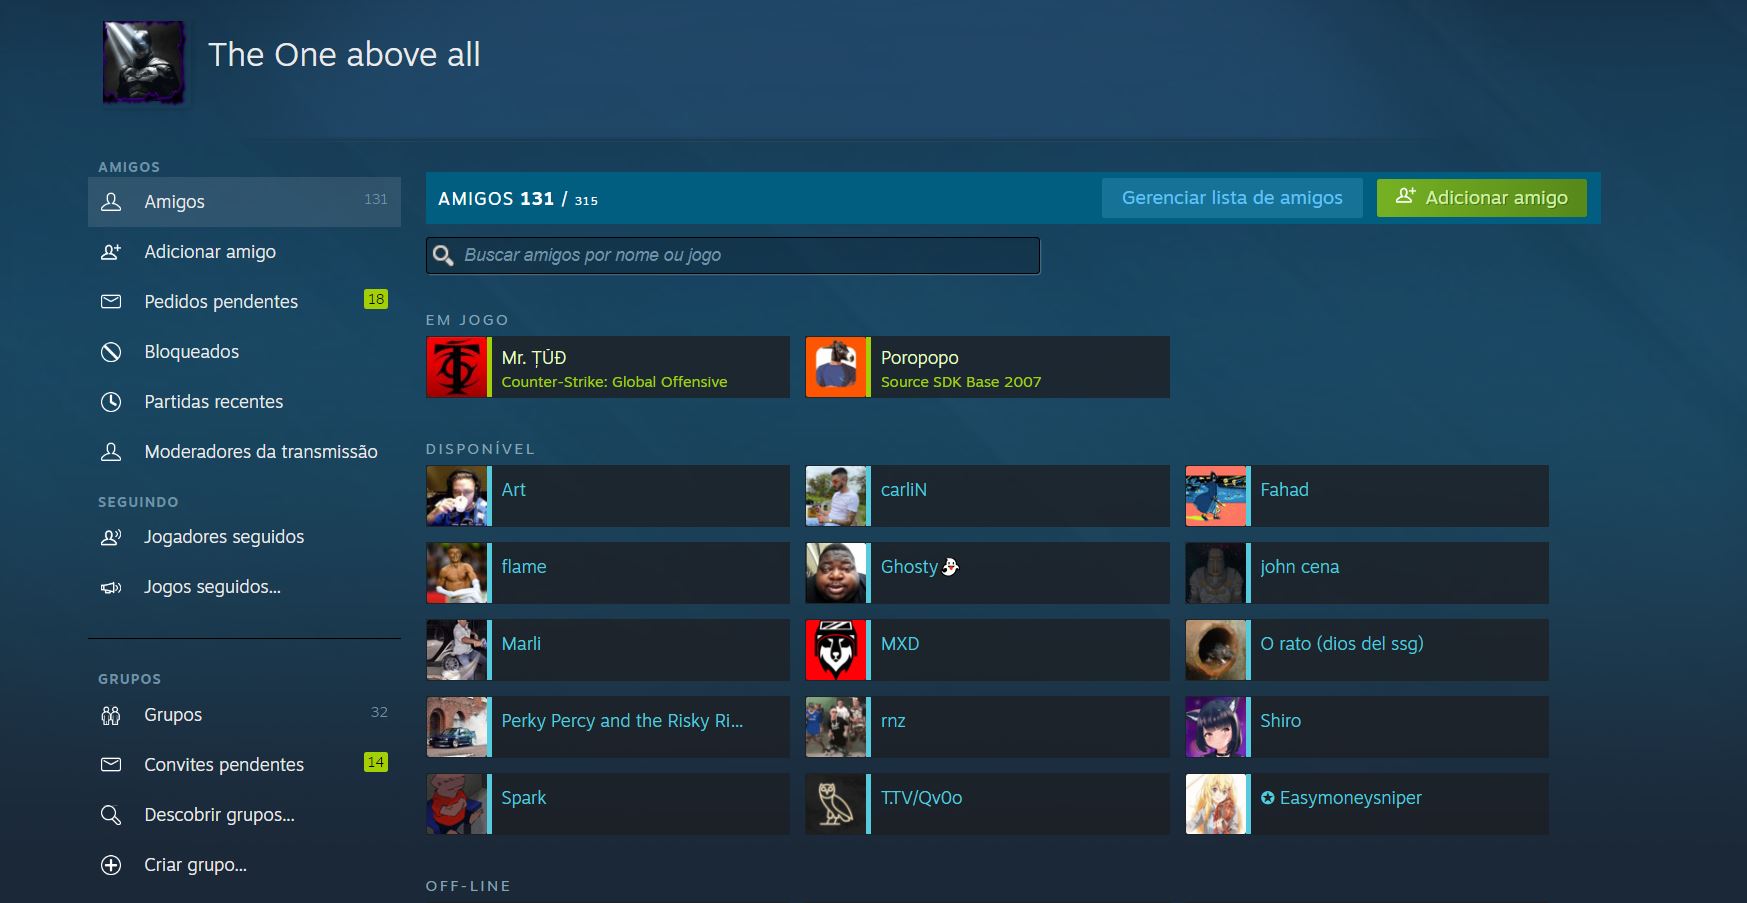 The One above all
AMIGOS
Amigos 131
Adicionar amigo
Pedidos pendentes 18
Bloqueados
Partidas recentes
Moderadores da transmissão
SEGUINDO
Jogadores seguidos
Jogos seguidos...
GRUPOS
Grupos 32
Convites pendentes 14
Descobrir grupos...
Criar grupo...
AMIGOS 131 / 315
Gerenciar lista de amigos
Adicionar amigo
Buscar amigos por nome ou jogo
EM JOGO
Mr. ȚŪĐ
Counter-Strike: Global Offensive
Poropopo
Source SDK Base 2007
DISPONÍVEL
Art
carliN
Fahad
flame
Ghosty👻
john cena
Marli
MXD
O rato (dios del ssg)
Perky Percy and the Risky Ri...
rnz
Shiro
Spark
T.TV/Qv0o
✪ Easymoneysniper
OFF-LINE